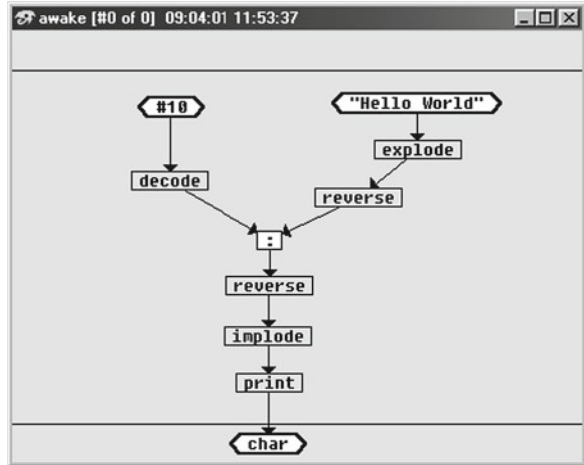 awake [#0 of 0] 09:04:01 11:53:37
#10
"Hello World"
explode
decode
reverse
:
reverse
implode
print
char